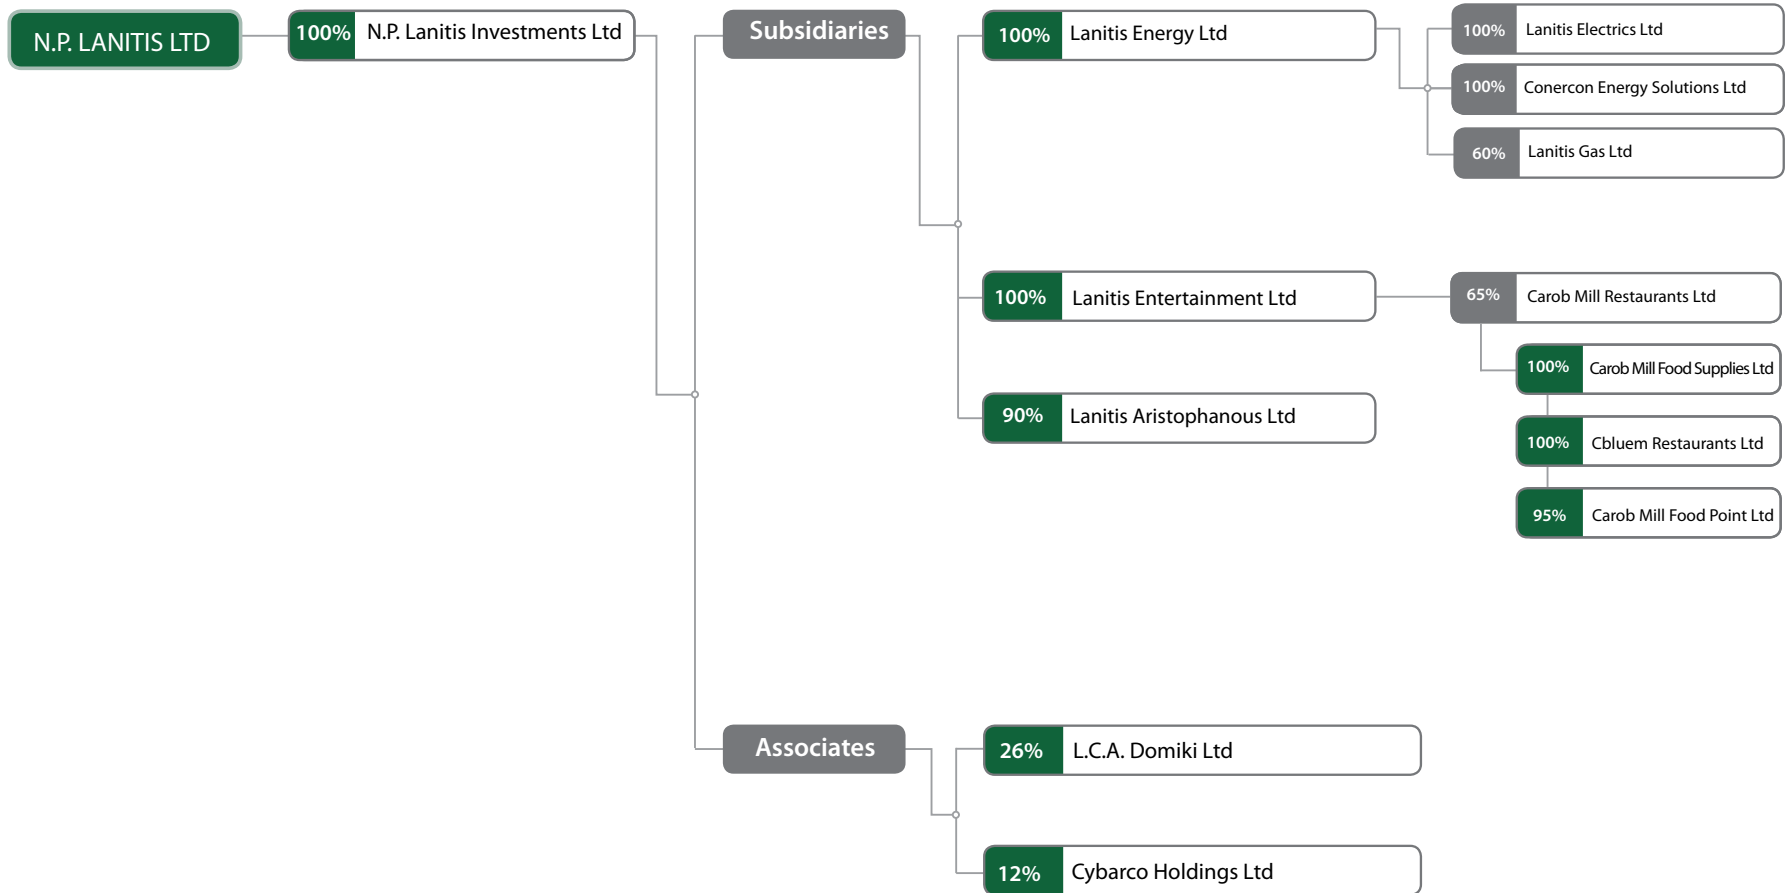 N.P. LANITIS LTD
100% N.P. Lanitis Investments Ltd
Subsidiaries
100% Lanitis Energy Ltd
100% Lanitis Electrics Ltd
100% Conercon Energy Solutions Ltd
60% Lanitis Gas Ltd
100% Lanitis Entertainment Ltd
65% Carob Mill Restaurants Ltd
100% Carob Mill Food Supplies Ltd
100% Cbluem Restaurants Ltd
95% Carob Mill Food Point Ltd
90% Lanitis Aristophanous Ltd
Associates
26% L.C.A. Domiki Ltd
12% Cybarco Holdings Ltd